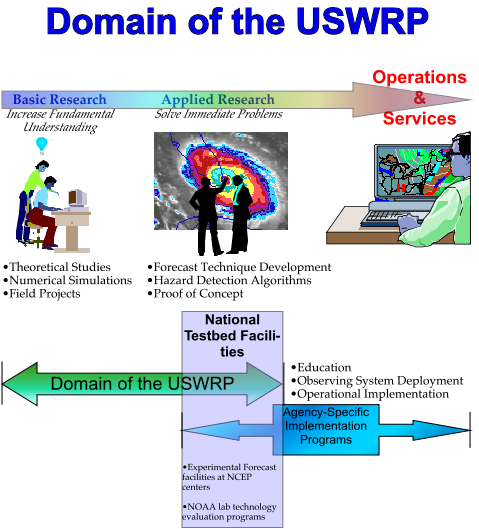 Domain of the USWRP
Operations
&
Services
Basic Research
Applied Research
Increase Fundamental
Understanding
Solve Immediate Problems
•Theoretical Studies
•Numerical Simulations
•Field Projects
•Forecast Technique Development
•Hazard Detection Algorithms
•Proof of Concept
National
Testbed Facili-
ties
Domain of the USWRP
•Education
•Observing System Deployment
•Operational Implementation
Agency-Specific
Implementation
Programs
•Experimental Forecast
facilities at NCEP
centers
•NOAA lab technology
evaluation programs